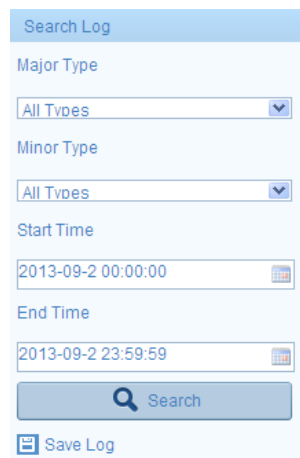 Search Log
Major Type
All Types
Minor Type
All Types
Start Time
2013-09-2 00:00:00
End Time
2013-09-2 23:59:59
Search
Save Log